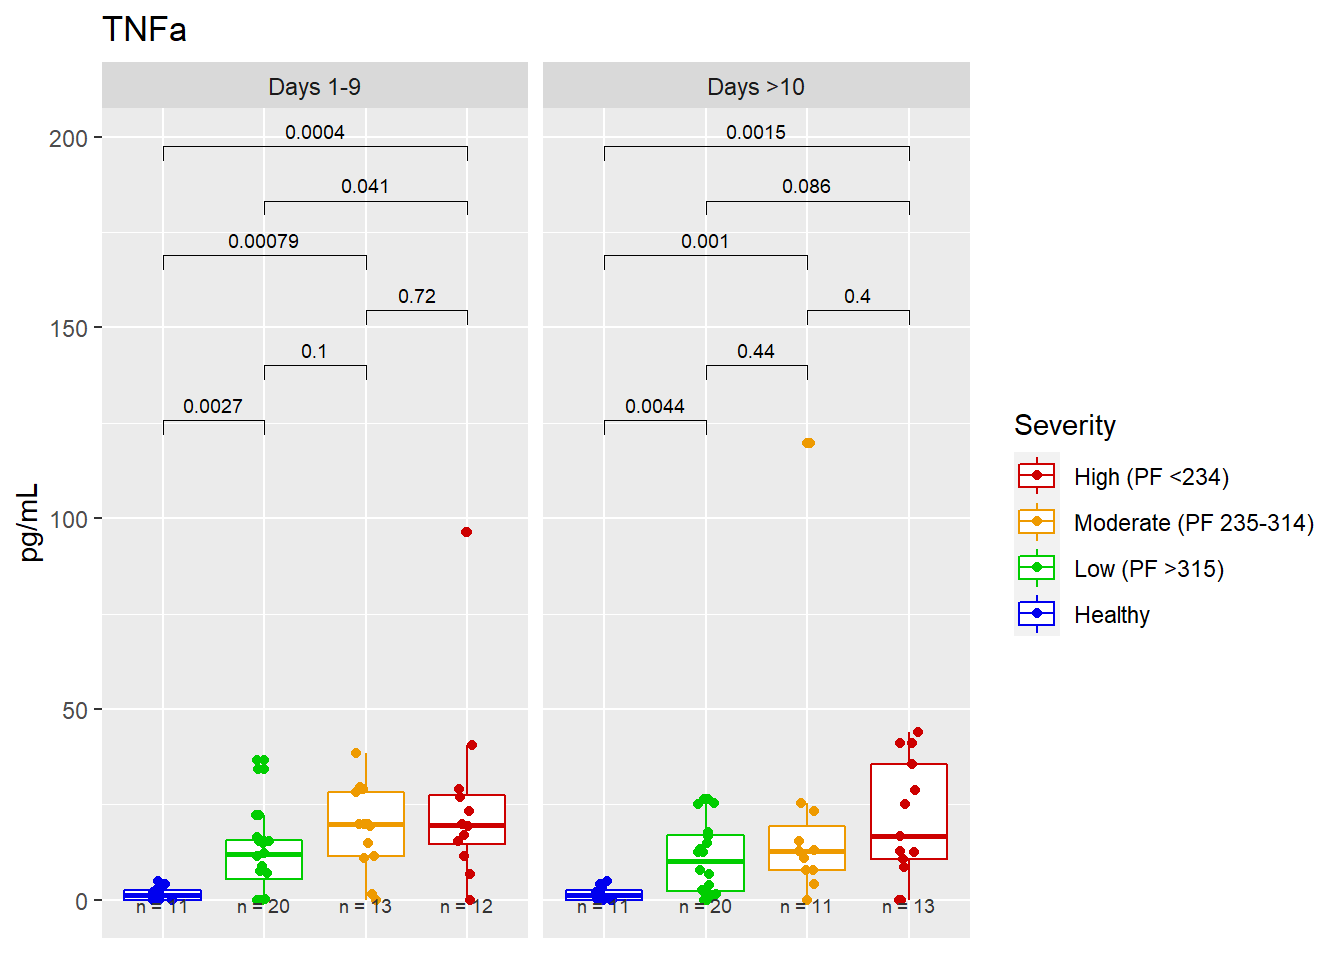 TNFa
Days 1-9
Days >10
200
150
100
50
0
pg/mL
0.0004
0.041
0.00079
0.72
0.1
0.0027
n = 11
n = 20
n = 13
n = 12
0.0015
0.086
0.001
0.4
0.44
0.0044
n = 11
n = 20
n = 11
n = 13
Severity
High (PF <234)
Moderate (PF 235-314)
Low (PF >315)
Healthy